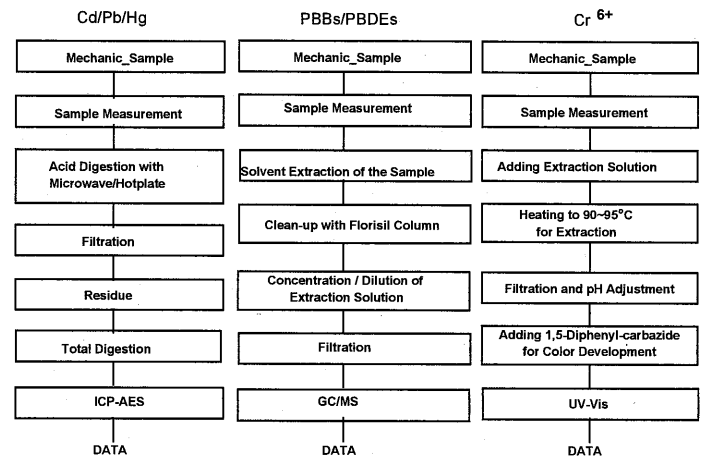 Cd/Pb/Hg
Mechanic_Sample
Sample Measurement
Acid Digestion with
Microwave/Hotplate
Filtration
Residue
Total Digestion
ICP-AES
DATA
PBBs/PBDEs
Mechanic_Sample
Sample Measurement
Solvent Extraction of the Sample
Clean-up with Florisil Column
Concentration / Dilution of
Extraction Solution
Filtration
GC/MS
DATA
Cr 6+
Mechanic_Sample
Sample Measurement
Adding Extraction Solution
Heating to 90~95°C
for Extraction
Filtration and pH Adjustment
Adding 1,5-Diphenyl-carbazide
for Color Development
UV-Vis
DATA